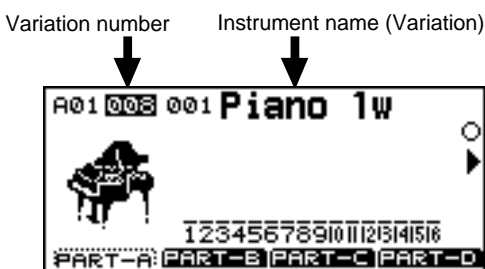 Variation number Instrument name (Variation)
A01 008 001 Piano 1w
12345678910111213141516
PART-A PART-B PART-C PART-D